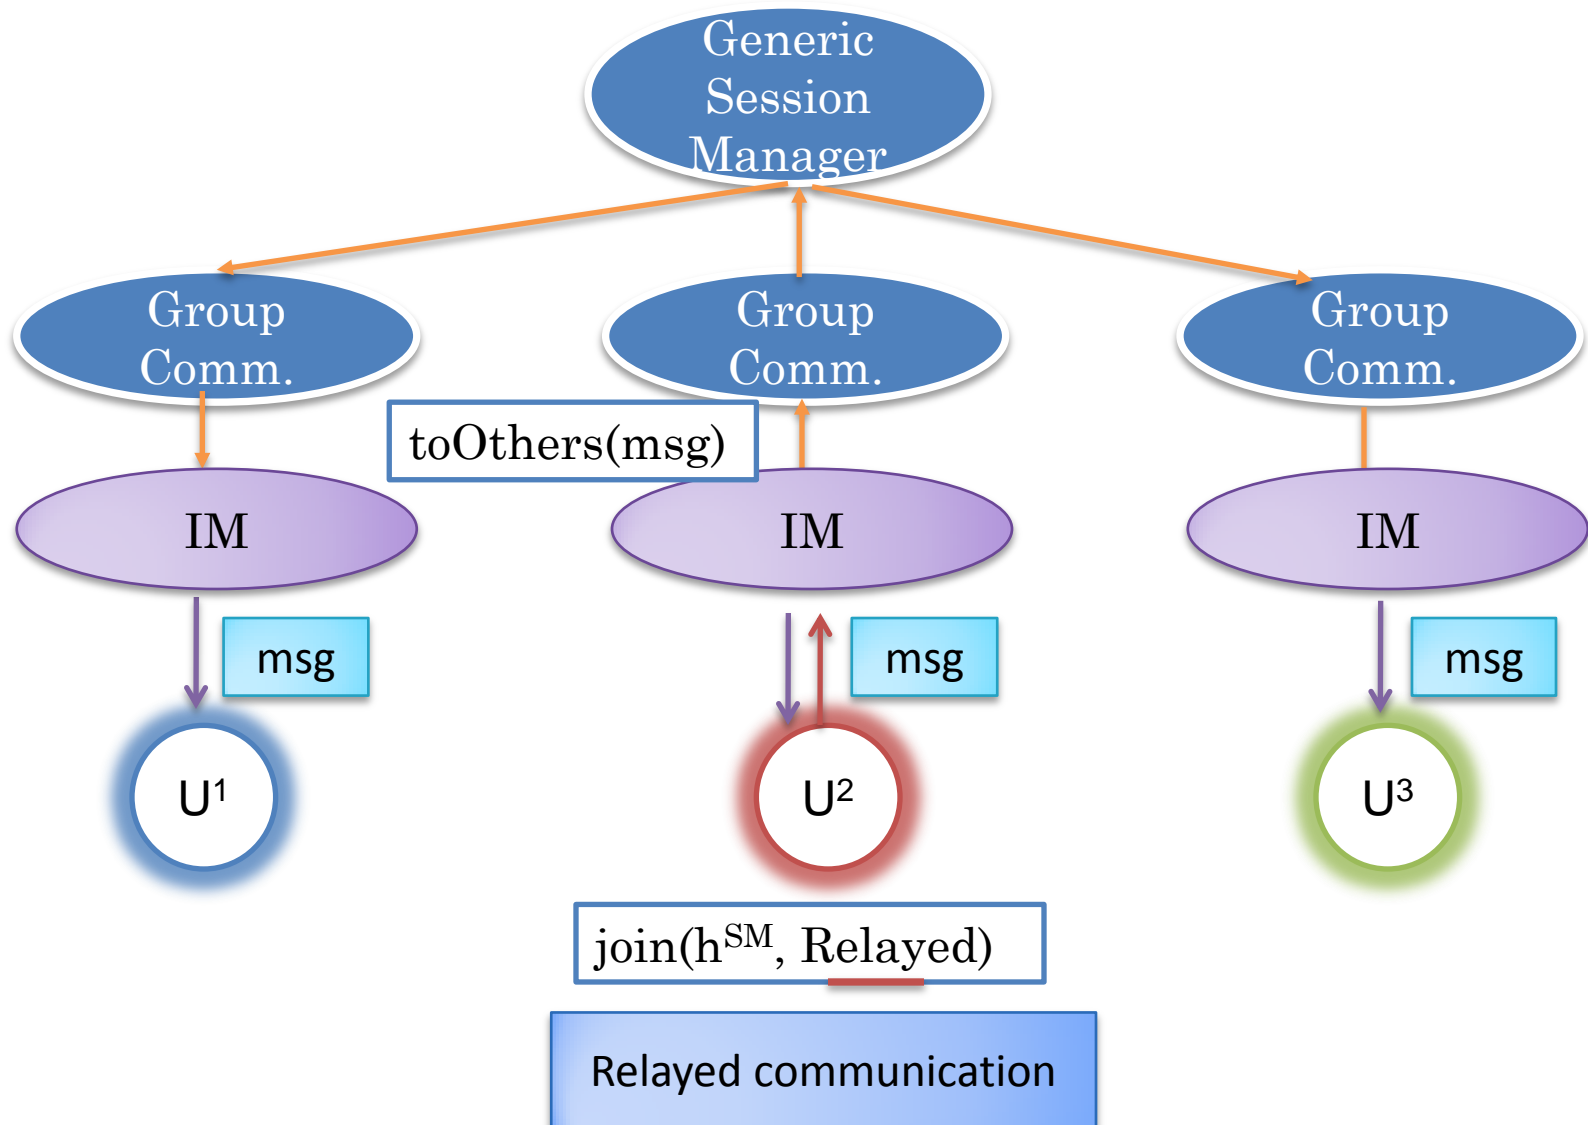 Generic
Session
Manager
Group
Comm.
Group
Comm.
Group
Comm.
toOthers(msg)
IM
IM
IM
msg
msg
msg
U¹
U²
U³
join(hˢᴹ, Relayed)
Relayed communication